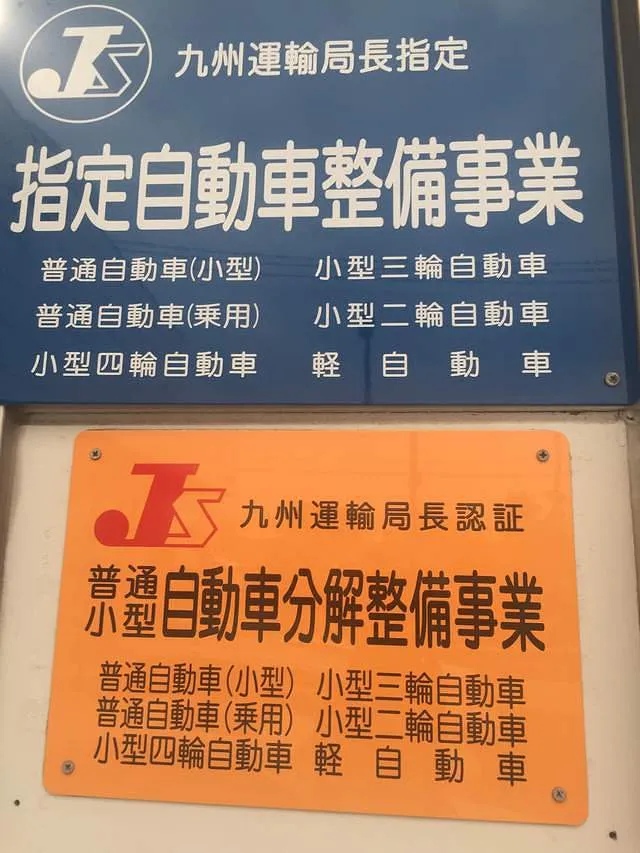 JS 九州運輸局長指定
指定自動車整備事業
普通自動車(小型) 小型三輪自動車
普通自動車(乗用) 小型二輪自動車
小型四輪自動車 軽自動車
JS 九州運輸局長認証
普通小型自動車分解整備事業
普通自動車(小型) 小型三輪自動車
普通自動車(乗用) 小型二輪自動車
小型四輪自動車 軽自動車